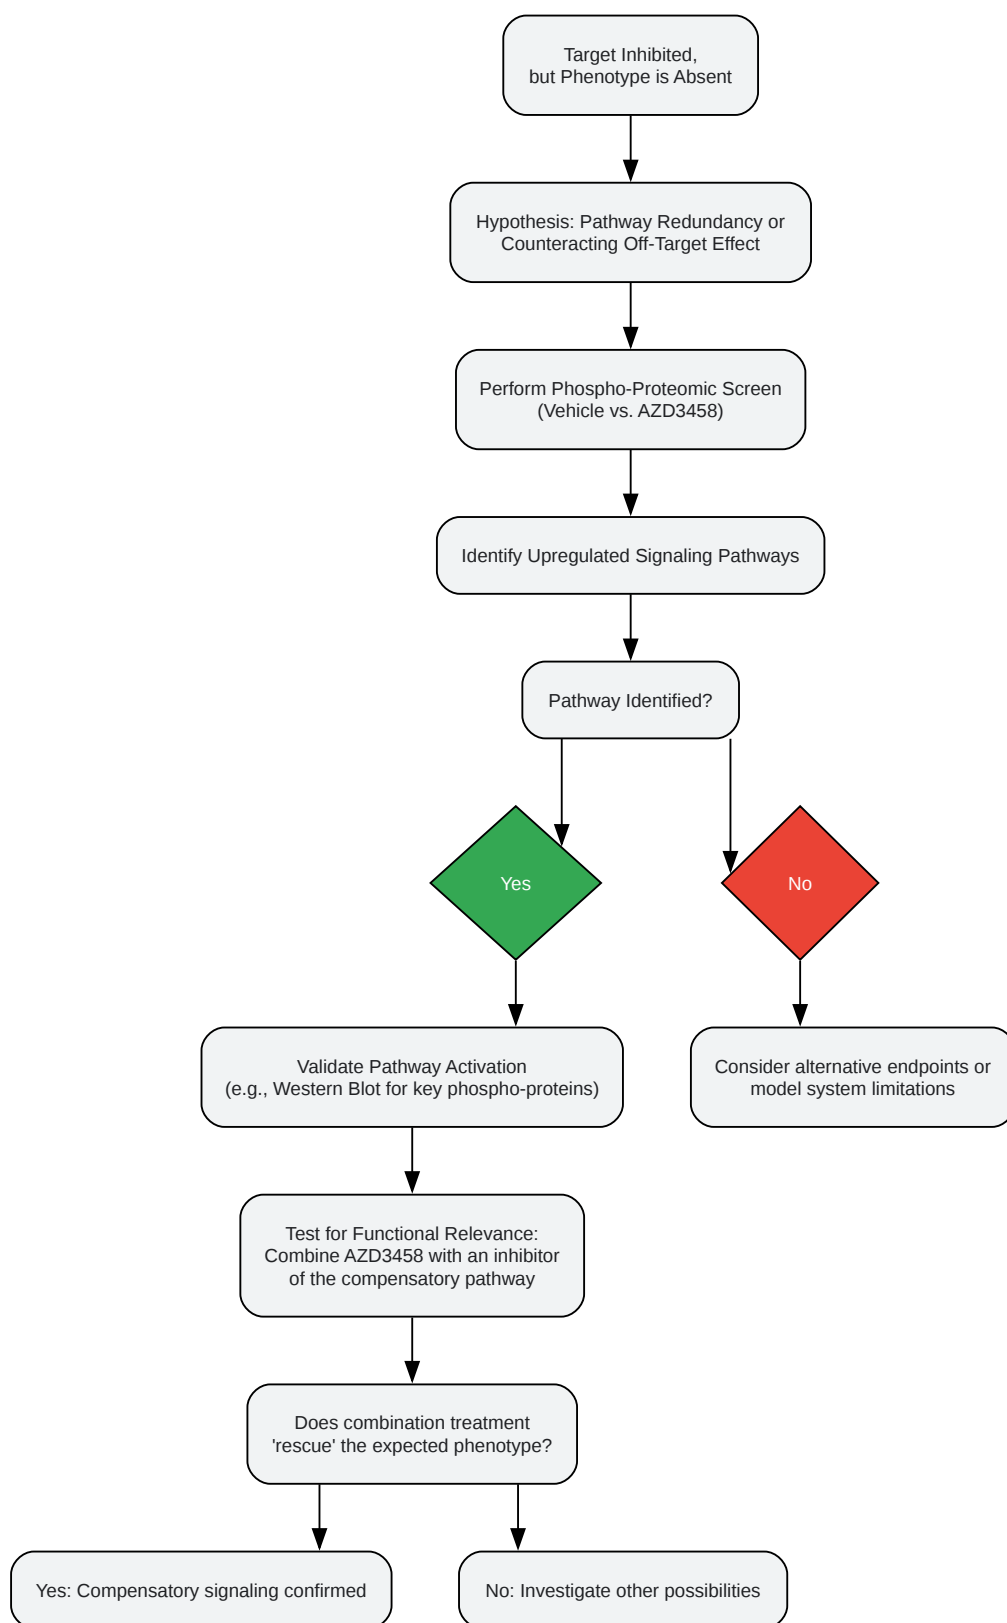 Target Inhibited,
but Phenotype is Absent
Hypothesis: Pathway Redundancy or
Counteracting Off-Target Effect
Perform Phospho-Proteomic Screen
(Vehicle vs. AZD3458)
Identify Upregulated Signaling Pathways
Pathway Identified?
Yes
No
Validate Pathway Activation
(e.g., Western Blot for key phospho-proteins)
Consider alternative endpoints or
model system limitations
Test for Functional Relevance:
Combine AZD3458 with an inhibitor
of the compensatory pathway
Does combination treatment
'rescue' the expected phenotype?
Yes: Compensatory signaling confirmed
No: Investigate other possibilities